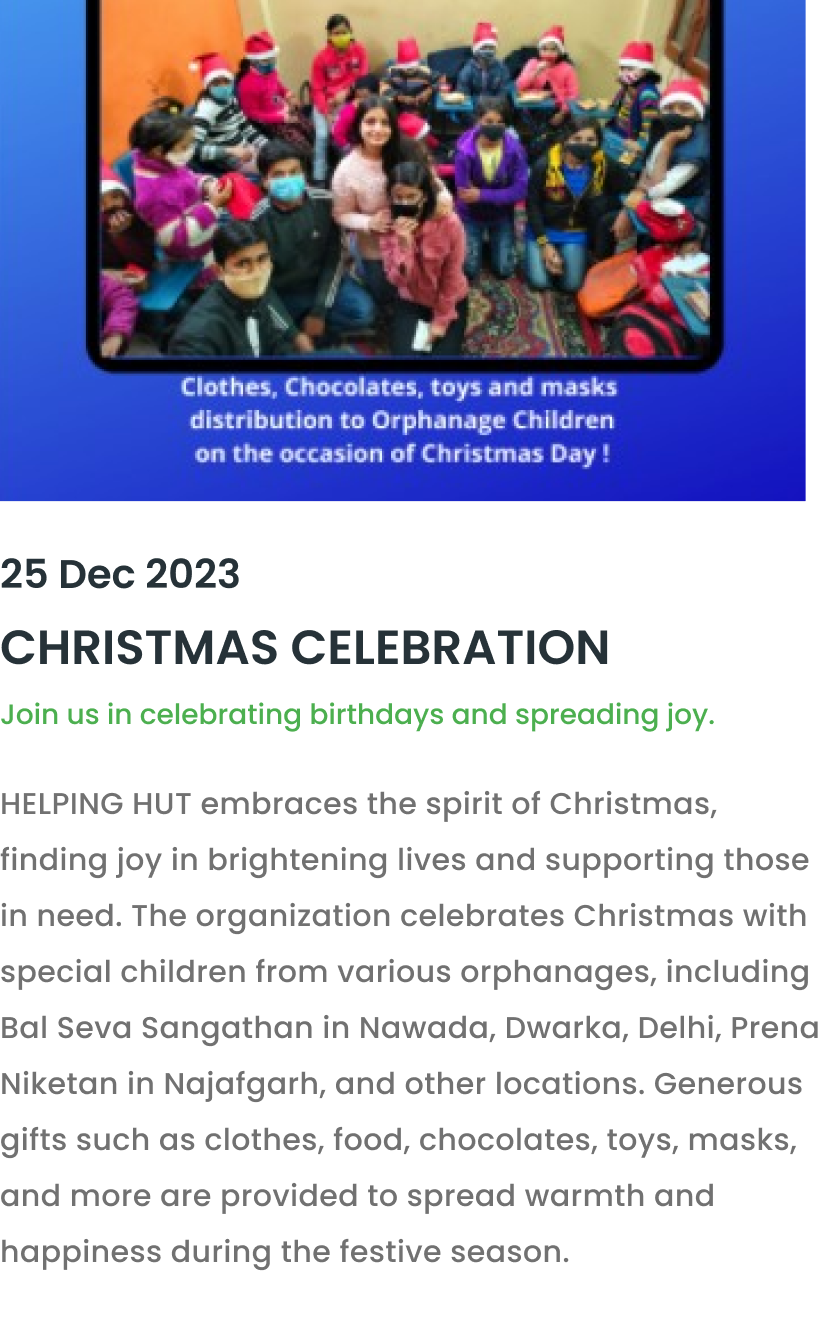 Clothes, Chocolates, toys and masks
distribution to Orphanage Children
on the occasion of Christmas Day !
25 Dec 2023
CHRISTMAS CELEBRATION
Join us in celebrating birthdays and spreading joy.
HELPING HUT embraces the spirit of Christmas,
finding joy in brightening lives and supporting those
in need. The organization celebrates Christmas with
special children from various orphanages, including
Bal Seva Sangathan in Nawada, Dwarka, Delhi, Prena
Niketan in Najafgarh, and other locations. Generous
gifts such as clothes, food, chocolates, toys, masks,
and more are provided to spread warmth and
happiness during the festive season.